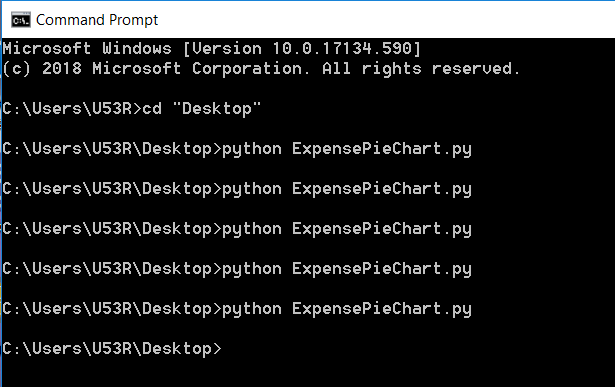 Command Prompt
Microsoft Windows [Version 10.0.17134.590]
(c) 2018 Microsoft Corporation. All rights reserved.
C:\Users\U53R>cd "Desktop"
C:\Users\U53R\Desktop>python ExpensePieChart.py
C:\Users\U53R\Desktop>python ExpensePieChart.py
C:\Users\U53R\Desktop>python ExpensePieChart.py
C:\Users\U53R\Desktop>python ExpensePieChart.py
C:\Users\U53R\Desktop>python ExpensePieChart.py
C:\Users\U53R\Desktop>